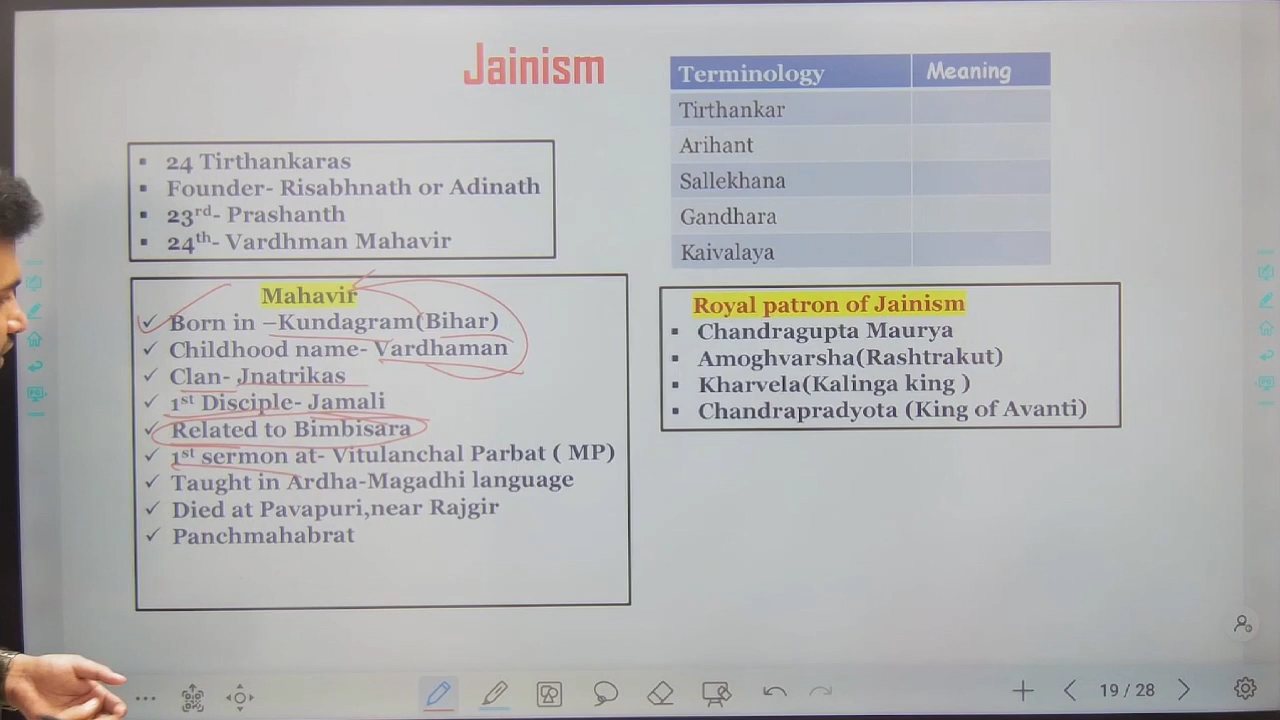 Jainism
24 Tirthankaras
Founder- Risabhnath or Adinath
23rd- Prashanth
24th- Vardhman Mahavir
Mahavir
Born in –Kundagram(Bihar)
Childhood name- Vardhaman
Clan- Jnatrikas
1st Disciple- Jamali
Related to Bimbisara
1st sermon at- Vitulanchal Parbat ( MP)
Taught in Ardha-Magadhi language
Died at Pavapuri,near Rajgir
Panchmahabrat
Terminology Meaning
Tirthankar
Arihant
Sallekhana
Gandhara
Kaivalaya
Royal patron of Jainism
Chandragupta Maurya
Amoghvarsha(Rashtrakut)
Kharvela(Kalinga king )
Chandrapradyota (King of Avanti)
19 / 28